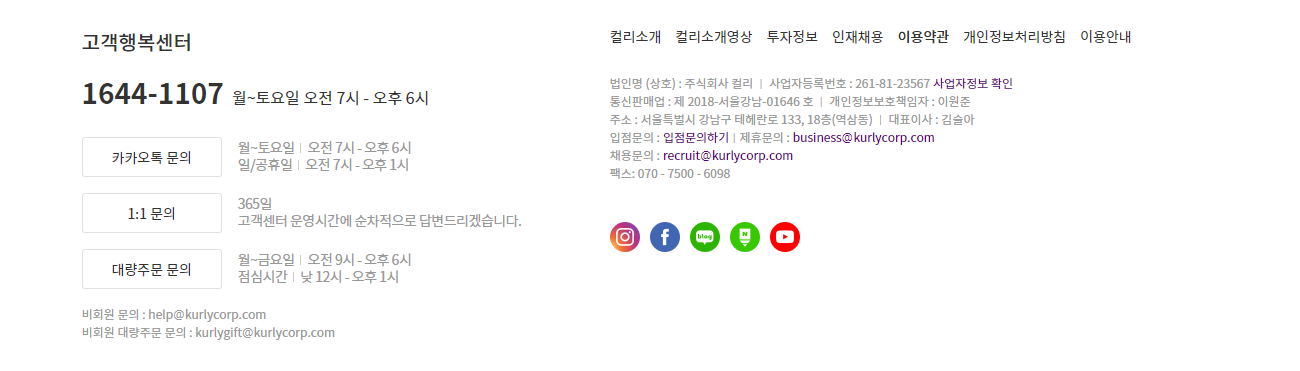 고객행복센터
1644-1107 월~토요일 오전 7시 - 오후 6시
카카오톡 문의
월~토요일 | 오전 7시 - 오후 6시
일/공휴일 | 오전 7시 - 오후 1시
1:1 문의
365일
고객센터 운영시간에 순차적으로 답변드리겠습니다.
대량주문 문의
월~금요일 | 오전 9시 - 오후 6시
점심시간 | 낮 12시 - 오후 1시
비회원 문의 : help@kurlycorp.com
비회원 대량주문 문의 : kurlygift@kurlycorp.com
컬리소개 컬리소개영상 투자정보 인재채용 이용약관 개인정보처리방침 이용안내
법인명 (상호) : 주식회사 컬리 | 사업자등록번호 : 261-81-23567 사업자정보 확인
통신판매업 : 제 2018-서울강남-01646 호 | 개인정보보호책임자 : 이원준
주소 : 서울특별시 강남구 테헤란로 133, 18층(역삼동) | 대표이사 : 김슬아
입점문의 : 입점문의하기 | 제휴문의 : business@kurlycorp.com
채용문의 : recruit@kurlycorp.com
팩스: 070 - 7500 - 6098
blog
N